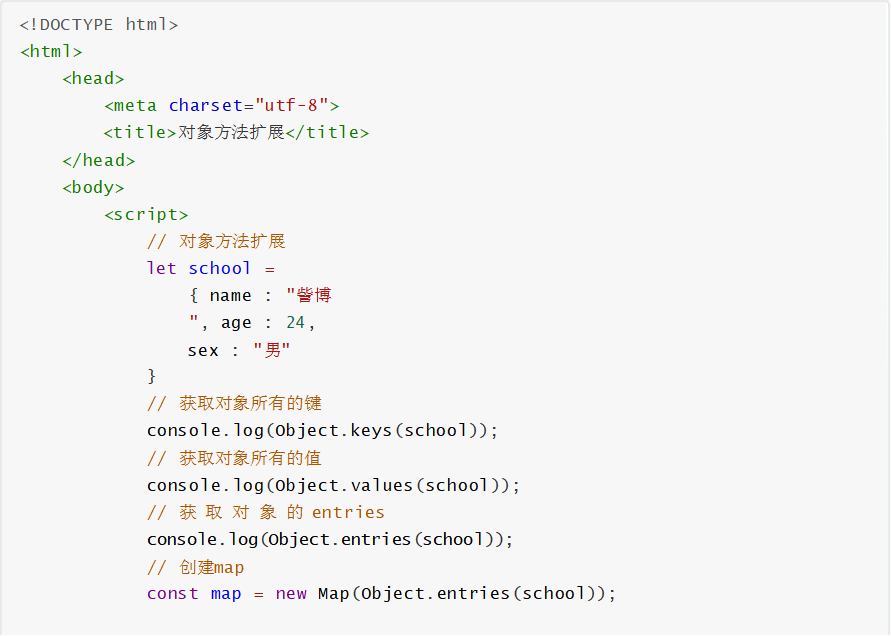 <!DOCTYPE html>
<html>
<head>
<meta charset="utf-8">
<title>对象方法扩展</title>
</head>
<body>
<script>
// 对象方法扩展
let school =
{ name : "訾博
", age : 24,
sex : "男"
}
// 获取对象所有的键
console.log(Object.keys(school));
// 获取对象所有的值
console.log(Object.values(school));
// 获 取 对 象 的 entries
console.log(Object.entries(school));
// 创建map
const map = new Map(Object.entries(school));